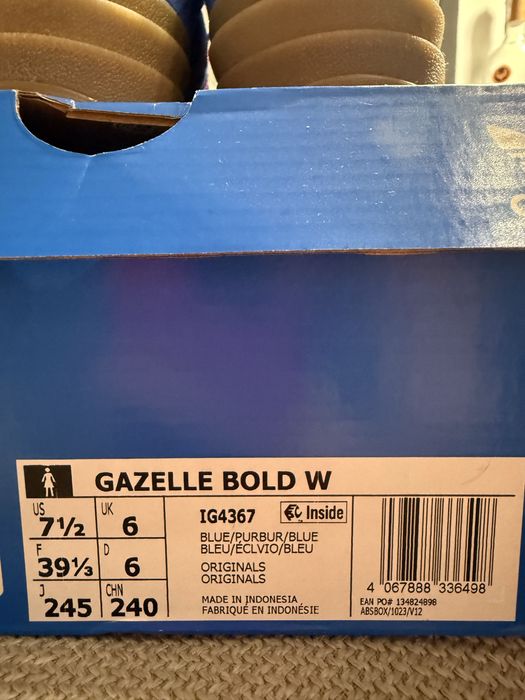 GAZELLE BOLD W
US 7½ UK 6
F 39⅓ D 6
J 245 CHN 240
IG4367 Inside
BLUE/PURBUR/BLUE
BLEU/ÉCLVIO/BLEU
ORIGINALS
ORIGINALS
MADE IN INDONESIA
FABRIQUÉ EN INDONÉSIE
4 067888 336498
EAN PO# 134824898
ABSBOX/1023/V12